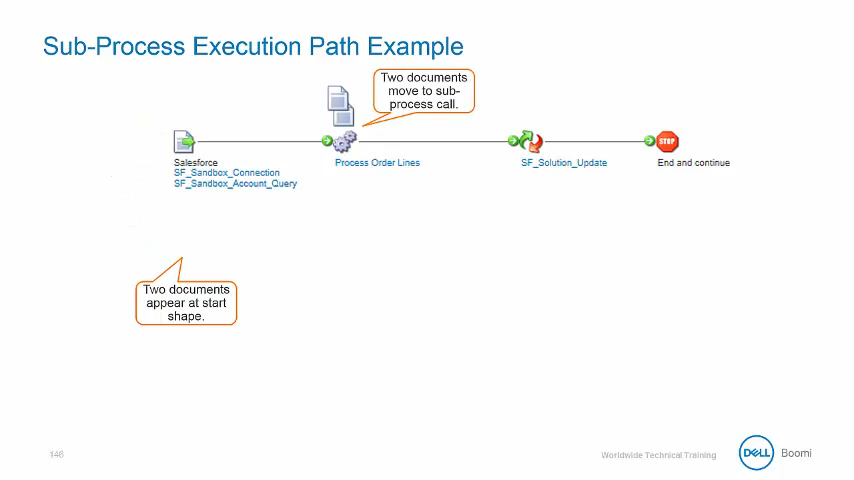 Sub-Process Execution Path Example
Two documents
move to sub-
process call.
STOP
Salesforce
SF_Sandbox_Connection
SF_Sandbox_Account_Query
Process Order Lines
SF_Solution_Update
End and continue
Two documents
appear at start
shape.
146
Worldwide Technical Training
DELL
Boomi